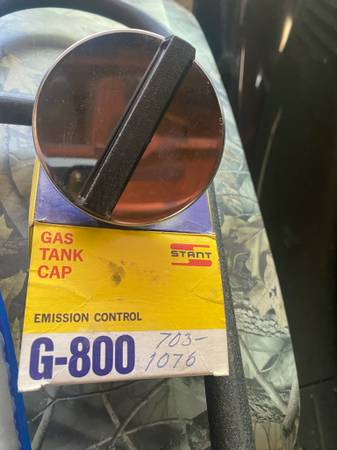 GAS
TANK
CAP
STANT
EMISSION CONTROL
G-800
703-
1076